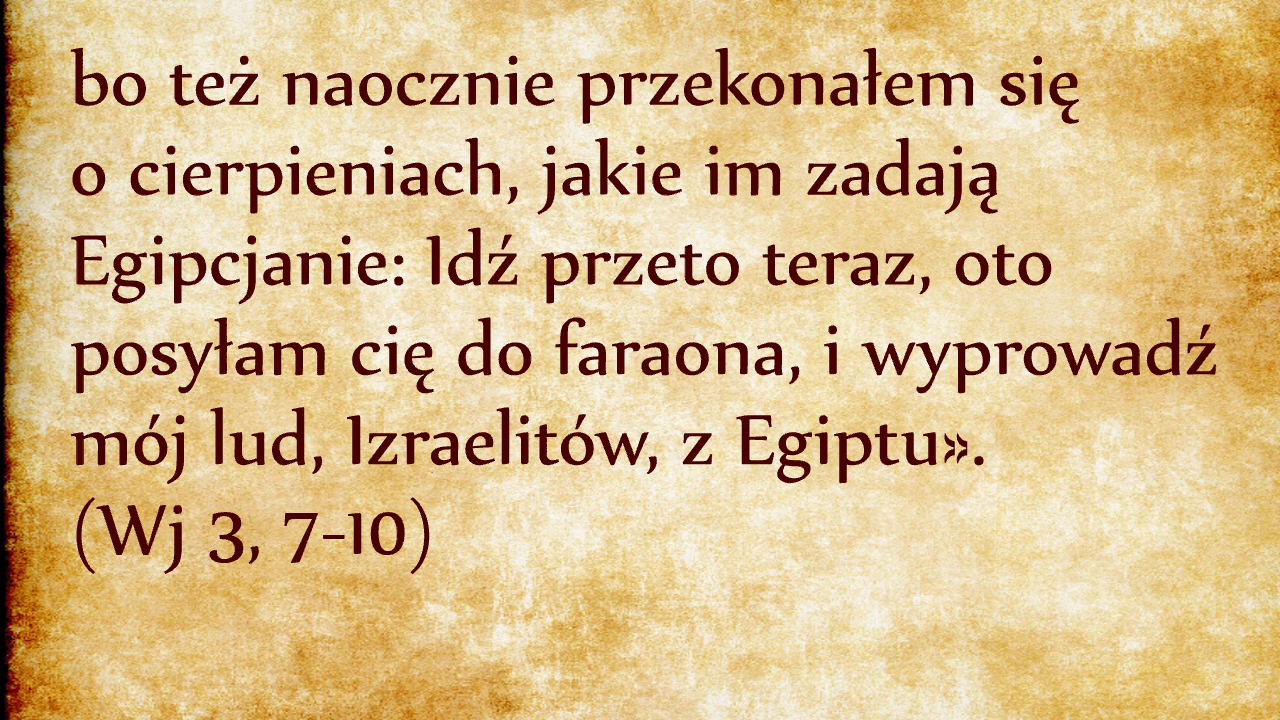 bo też naocznie przekonałem się
o cierpieniach, jakie im zadają
Egipcjanie: Idź przeto teraz, oto
posyłam cię do faraona, i wyprowadź
mój lud, Izraelitów, z Egiptu».
(Wj 3, 7-10)